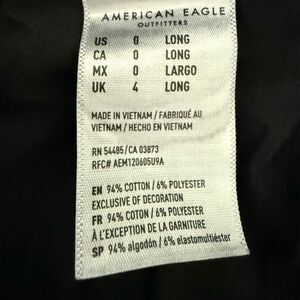 AMERICAN EAGLE
OUTFITTERS
US 0 LONG
CA 0 LONG
MX 0 LARGO
UK 4 LONG
MADE IN VIETNAM / FABRIQUÉ AU
VIETNAM / HECHO EN VIETNAM
RN 54485/CA 03873
RFC# AEM120605U9A
EN 94% COTTON / 6% POLYESTER
EXCLUSIVE OF DECORATION
FR 94% COTTON / 6% POLYESTER
À L'EXCEPTION DE LA GARNITURE
SP 94% algodón / 6% elastomultiéster